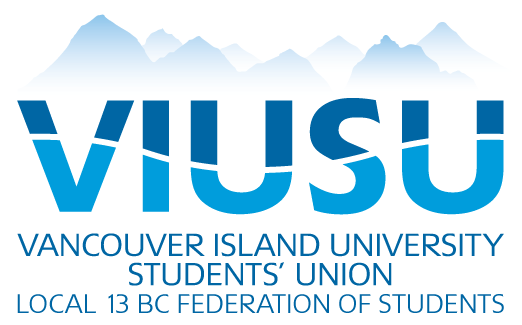 VIUSU
VANCOUVER ISLAND UNIVERSITY
STUDENTS' UNION
LOCAL 13 BC FEDERATION OF STUDENTS